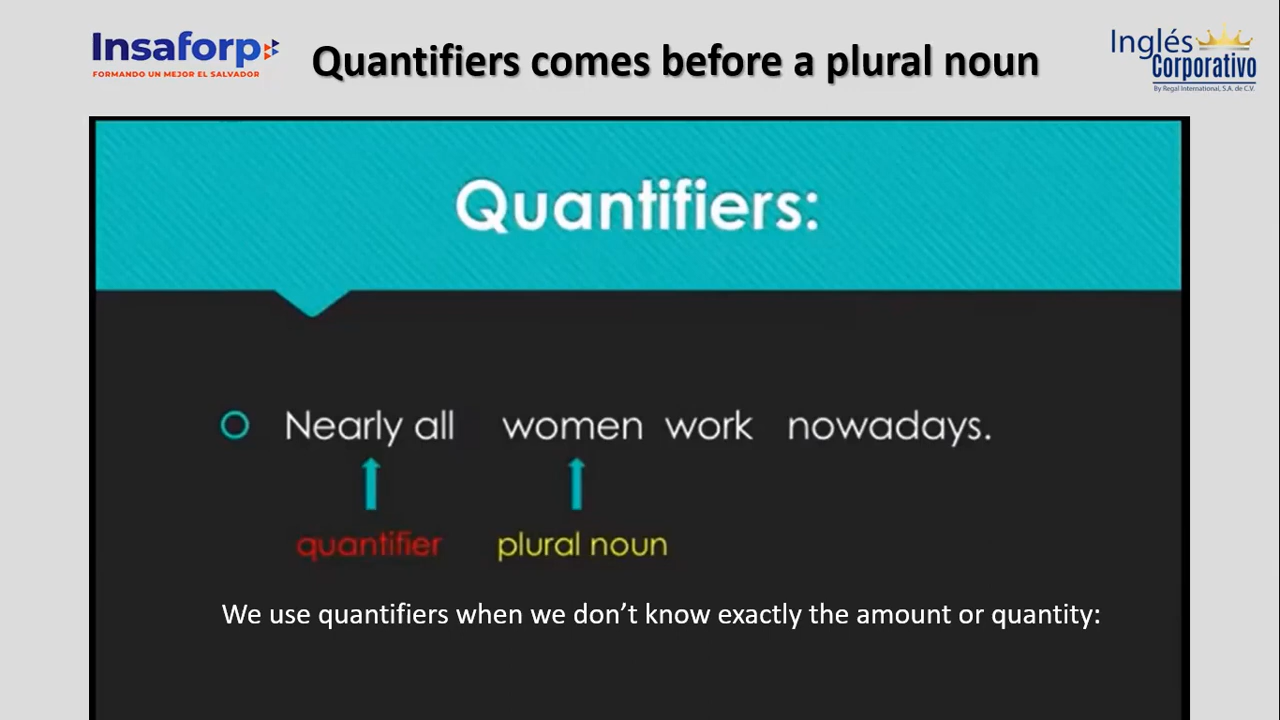 Insaforp
FORMANDO UN MEJOR EL SALVADOR
Quantifiers comes before a plural noun
Inglés
Corporativo
By Regal International, S.A. de C.V.
Quantifiers:
Nearly all women work nowadays.
quantifier plural noun
We use quantifiers when we don’t know exactly the amount or quantity: